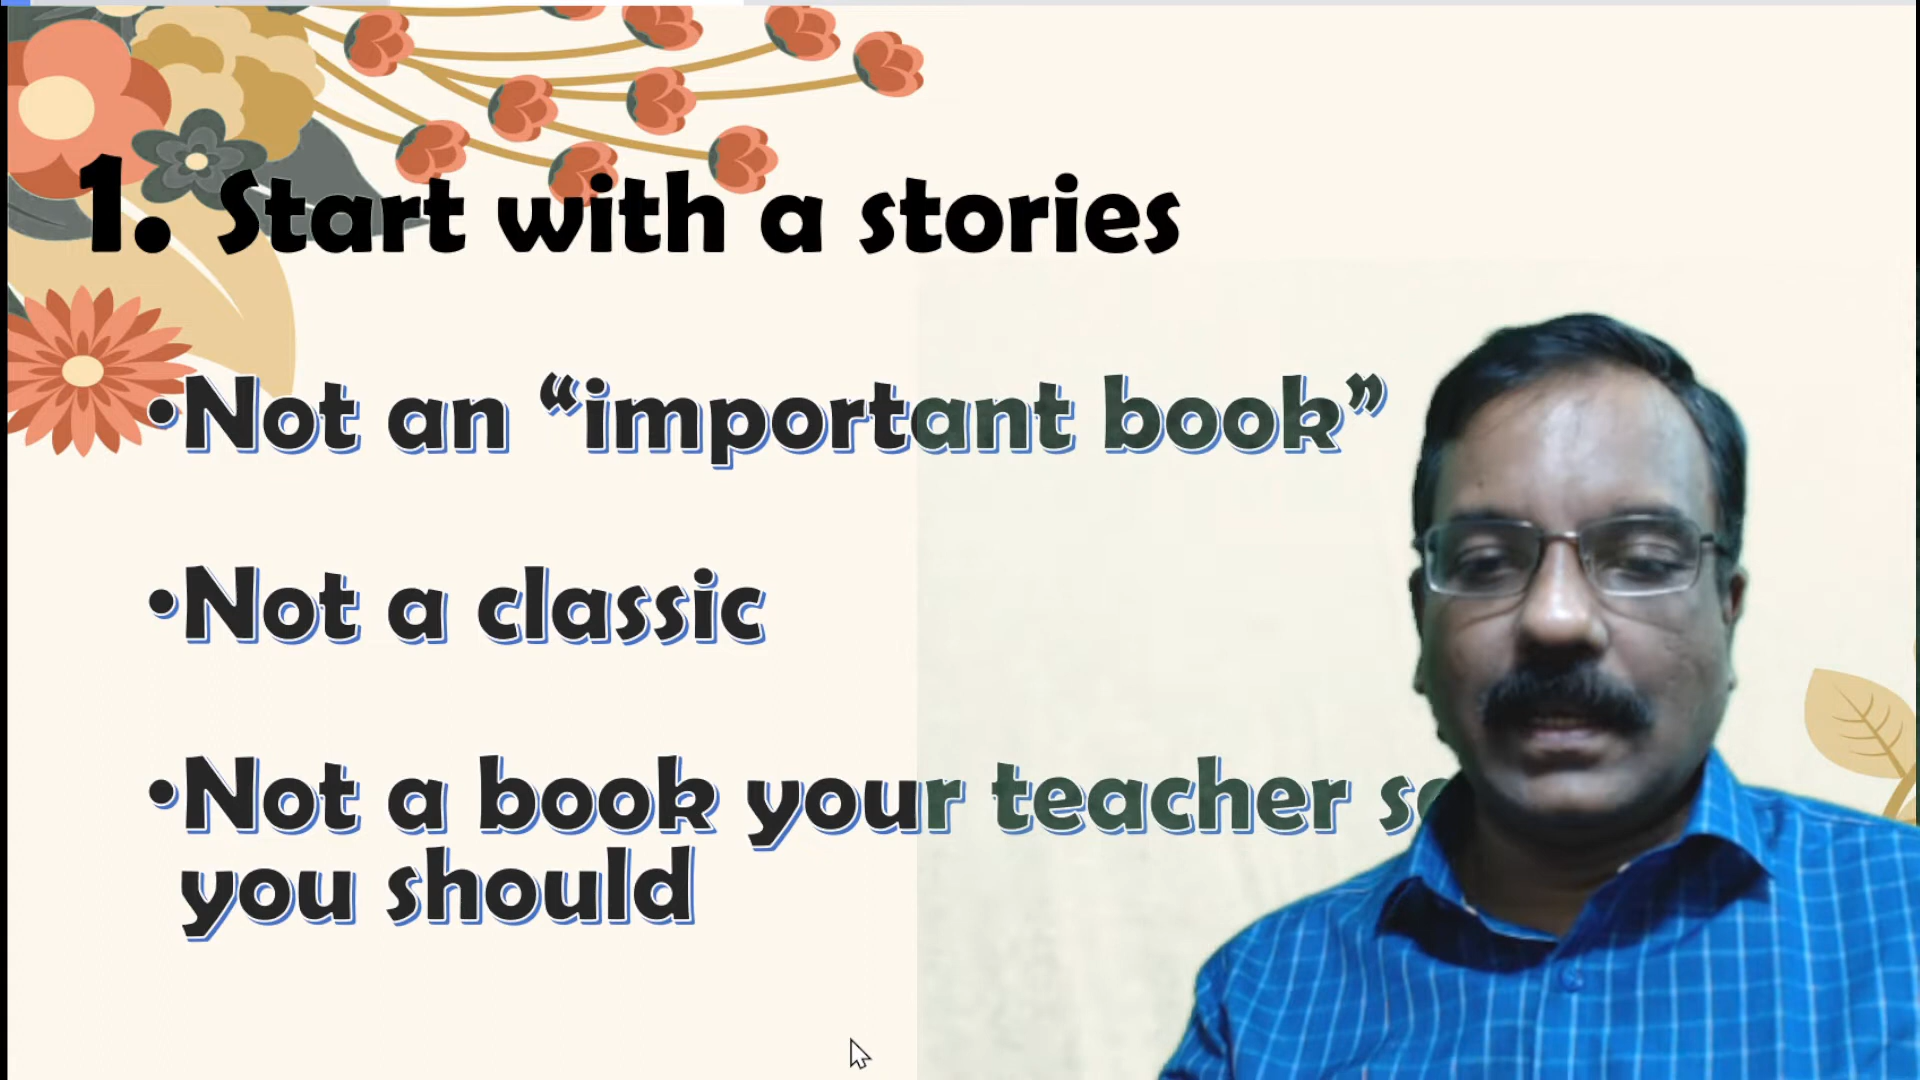 1. Start with a stories
•Not an “important book”
•Not a classic
•Not a book your teacher
you should